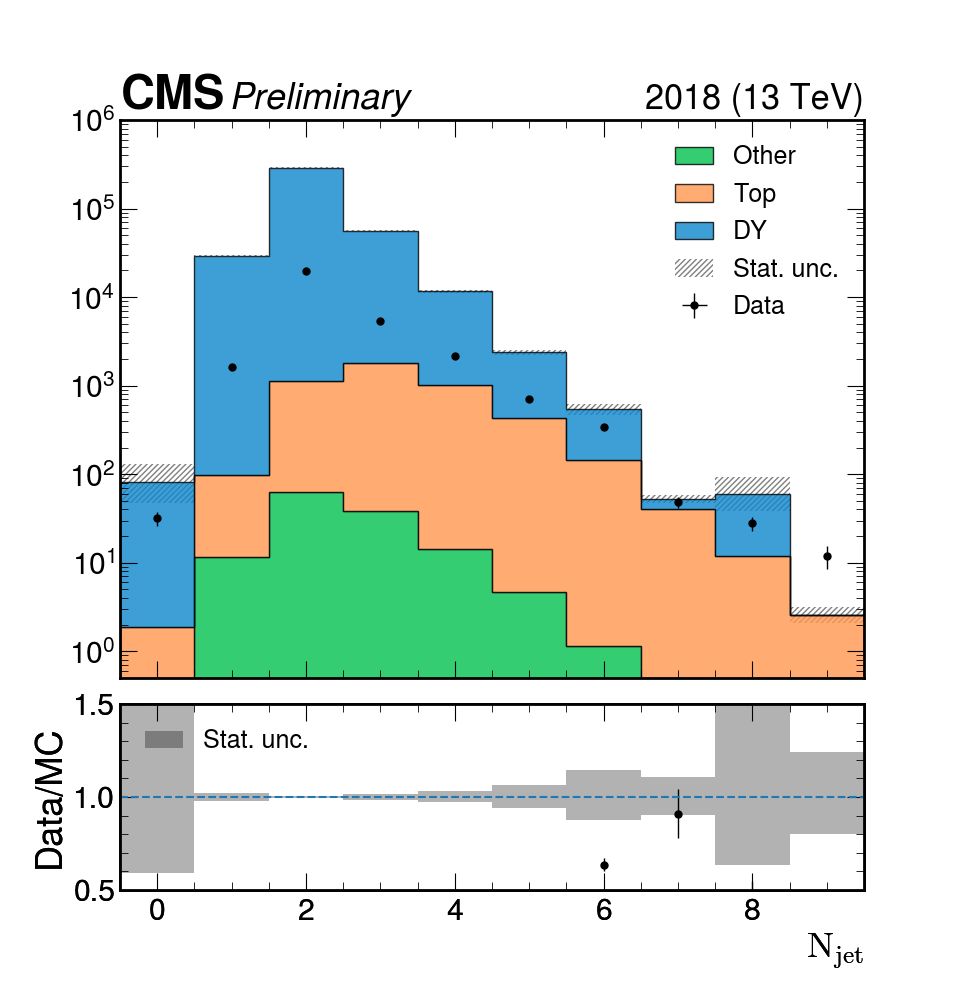 CMS Preliminary 2018 (13 TeV)
10^6
10^5
10^4
10^3
10^2
10^1
10^0
Other
Top
DY
Stat. unc.
Data
1.5
1.0
0.5
Data/MC
Stat. unc.
0 2 4 6 8
N_jet